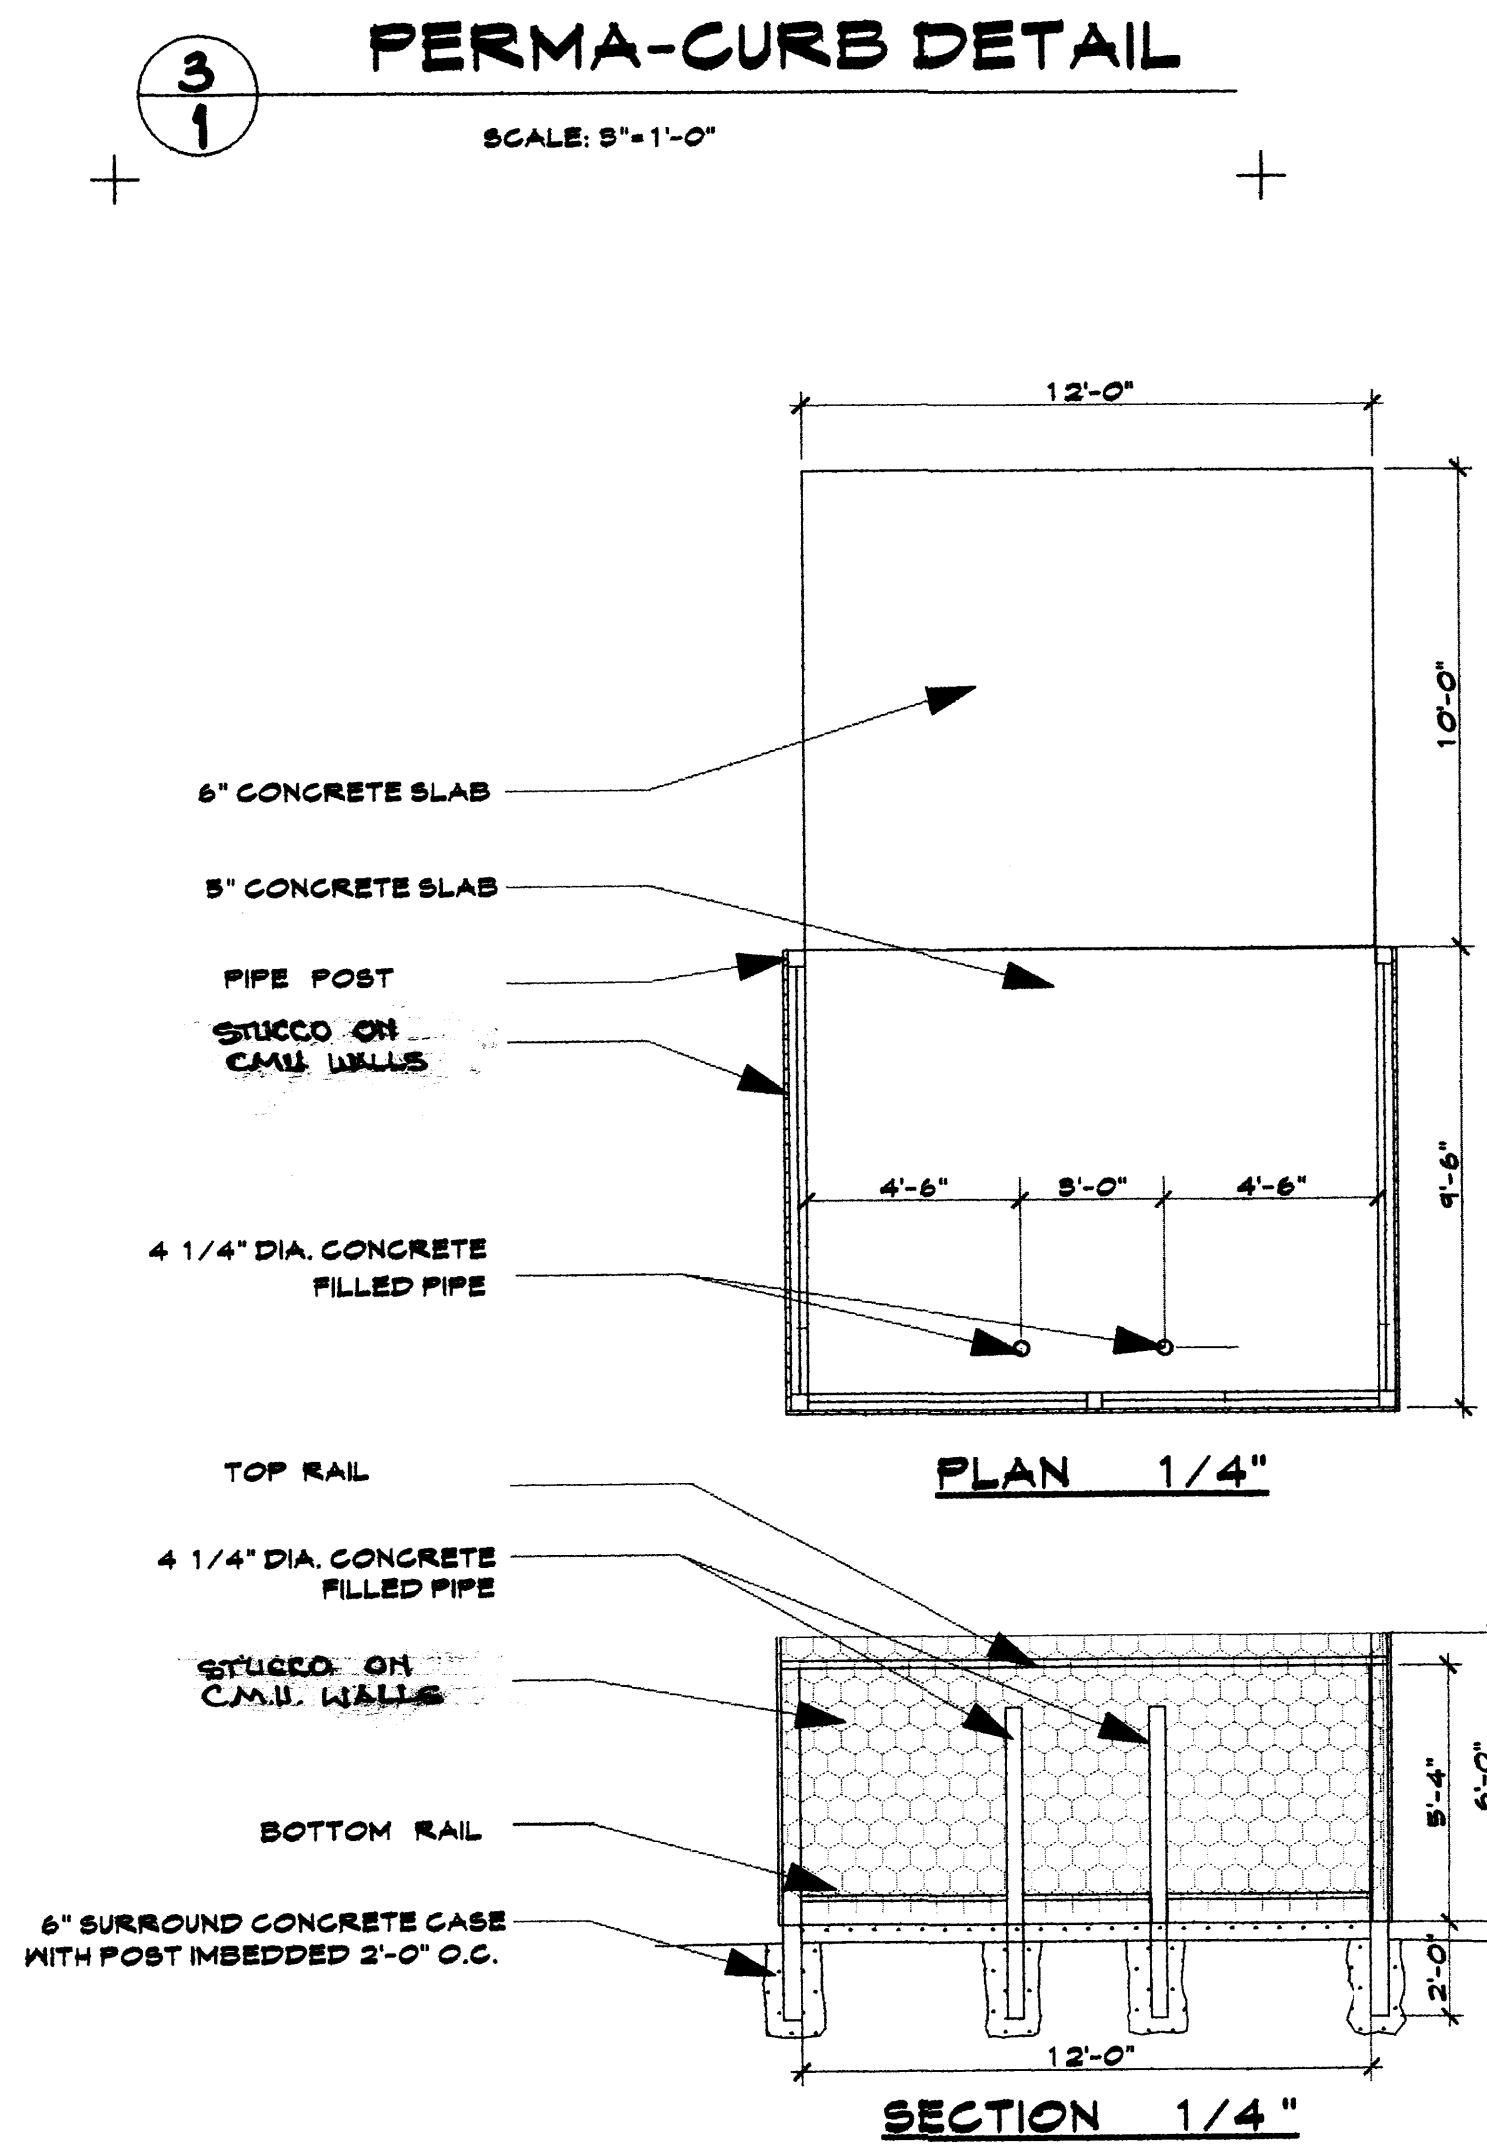 3
1
PERMA-CURB DETAIL
SCALE: 3"=1'-0"
12'-0"
10'-0"
6" CONCRETE SLAB
5" CONCRETE SLAB
PIPE POST
STUCCO ON
C.M.U. WALLS
9'-6"
4'-6"
3'-0"
4'-6"
4 1/4" DIA. CONCRETE
FILLED PIPE
PLAN 1/4"
TOP RAIL
4 1/4" DIA. CONCRETE
FILLED PIPE
STUCCO ON
C.M.U. WALLS
5'-4"
6'-0"
BOTTOM RAIL
6" SURROUND CONCRETE CASE
WITH POST IMBEDDED 2'-0" O.C.
2'-0"
12'-0"
SECTION 1/4"